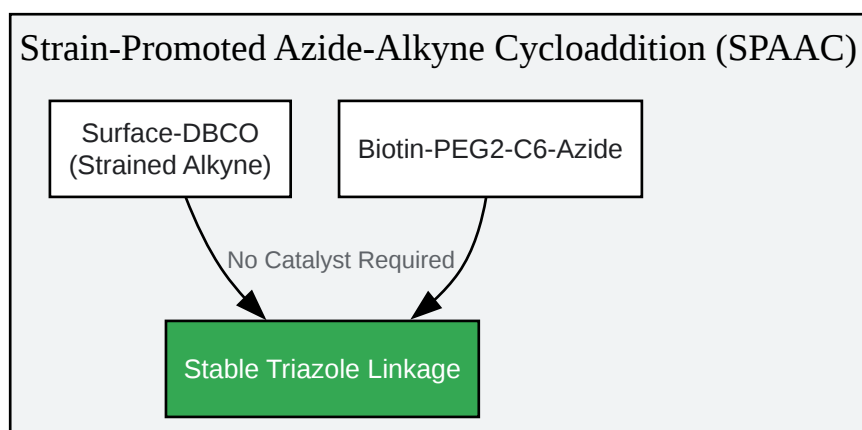 Strain-Promoted Azide-Alkyne Cycloaddition (SPAAC)
Surface-DBCO
(Strained Alkyne)
Biotin-PEG2-C6-Azide
No Catalyst Required
Stable Triazole Linkage